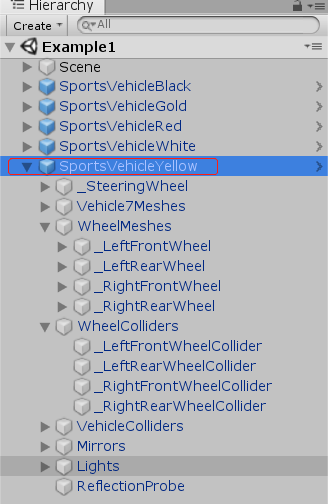 Hierarchy
Create All
Example1
Scene
SportsVehicleBlack
SportsVehicleGold
SportsVehicleRed
SportsVehicleWhite
SportsVehicleYellow
_SteeringWheel
Vehicle7Meshes
WheelMeshes
_LeftFrontWheel
_LeftRearWheel
_RightFrontWheel
_RightRearWheel
WheelColliders
_LeftFrontWheelCollider
_LeftRearWheelCollider
_RightFrontWheelCollider
_RightRearWheelCollider
VehicleColliders
Mirrors
Lights
ReflectionProbe